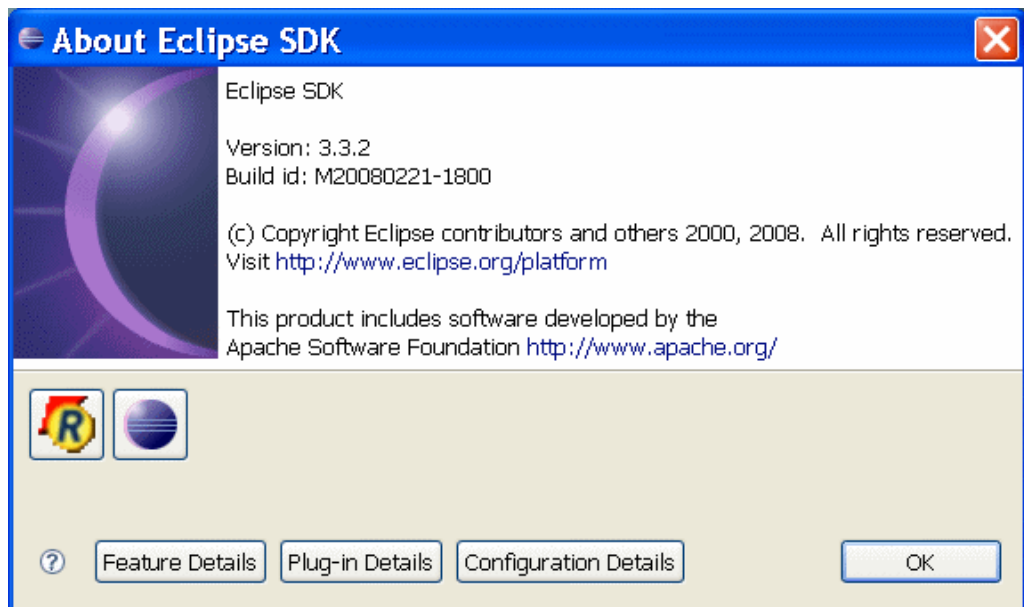 About Eclipse SDK
Eclipse SDK
Version: 3.3.2
Build id: M20080221-1800
(c) Copyright Eclipse contributors and others 2000, 2008.  All rights reserved.
Visit http://www.eclipse.org/platform
This product includes software developed by the
Apache Software Foundation http://www.apache.org/
R
? Feature Details Plug-in Details Configuration Details OK